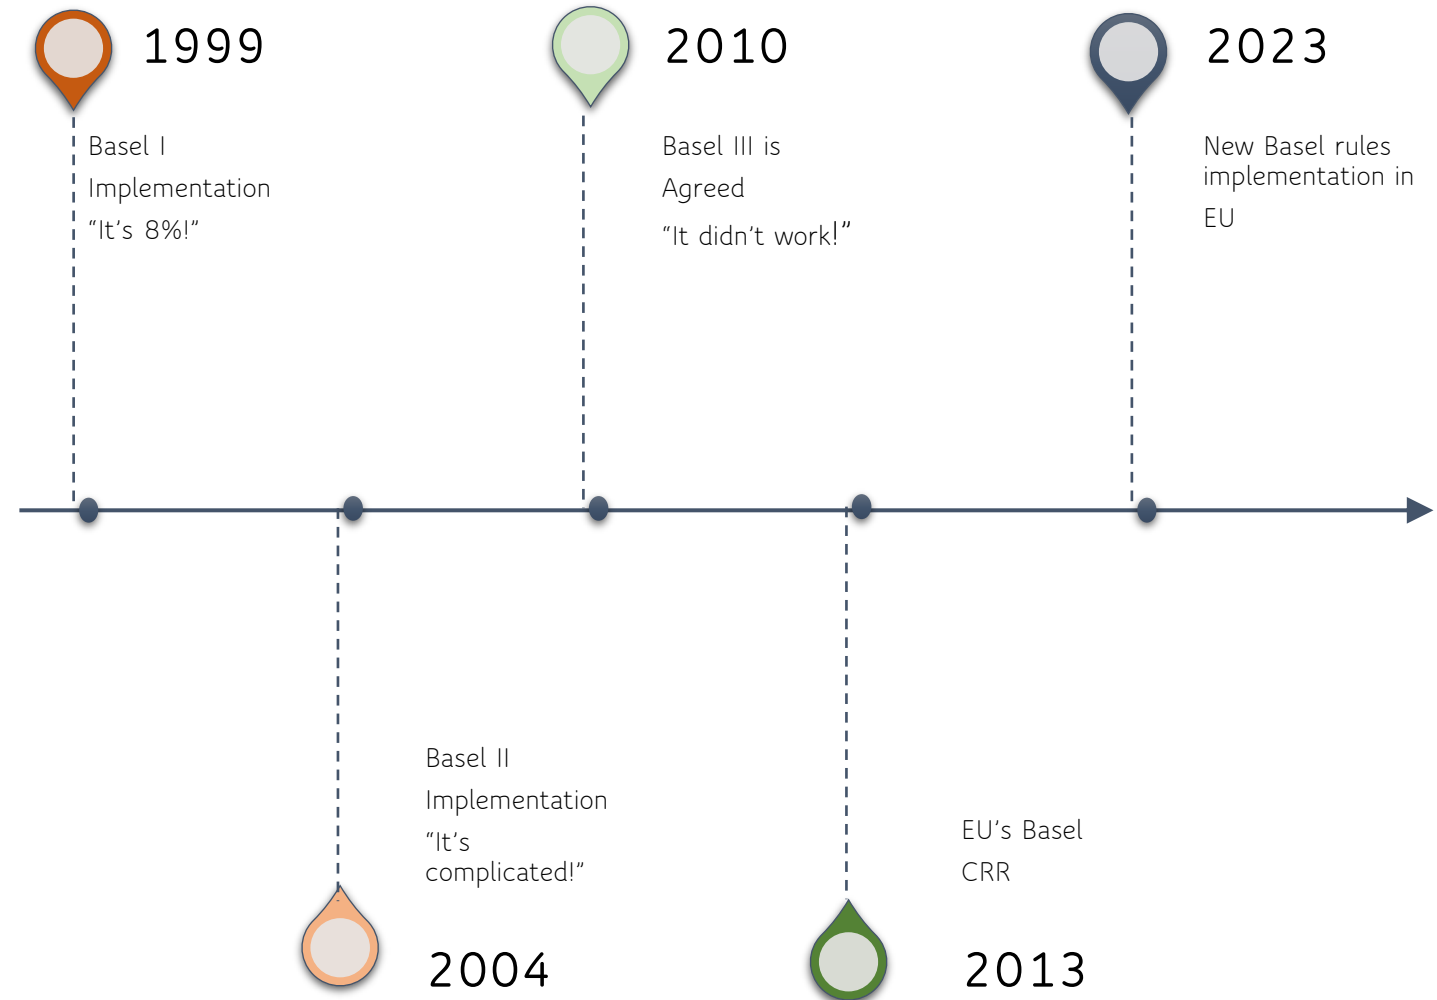 1999
Basel I
Implementation
“It’s 8%!”
2010
Basel III is
Agreed
“It didn’t work!”
2023
New Basel rules
implementation in
EU
Basel II
Implementation
“It’s
complicated!”
2004
EU’s Basel
CRR
2013